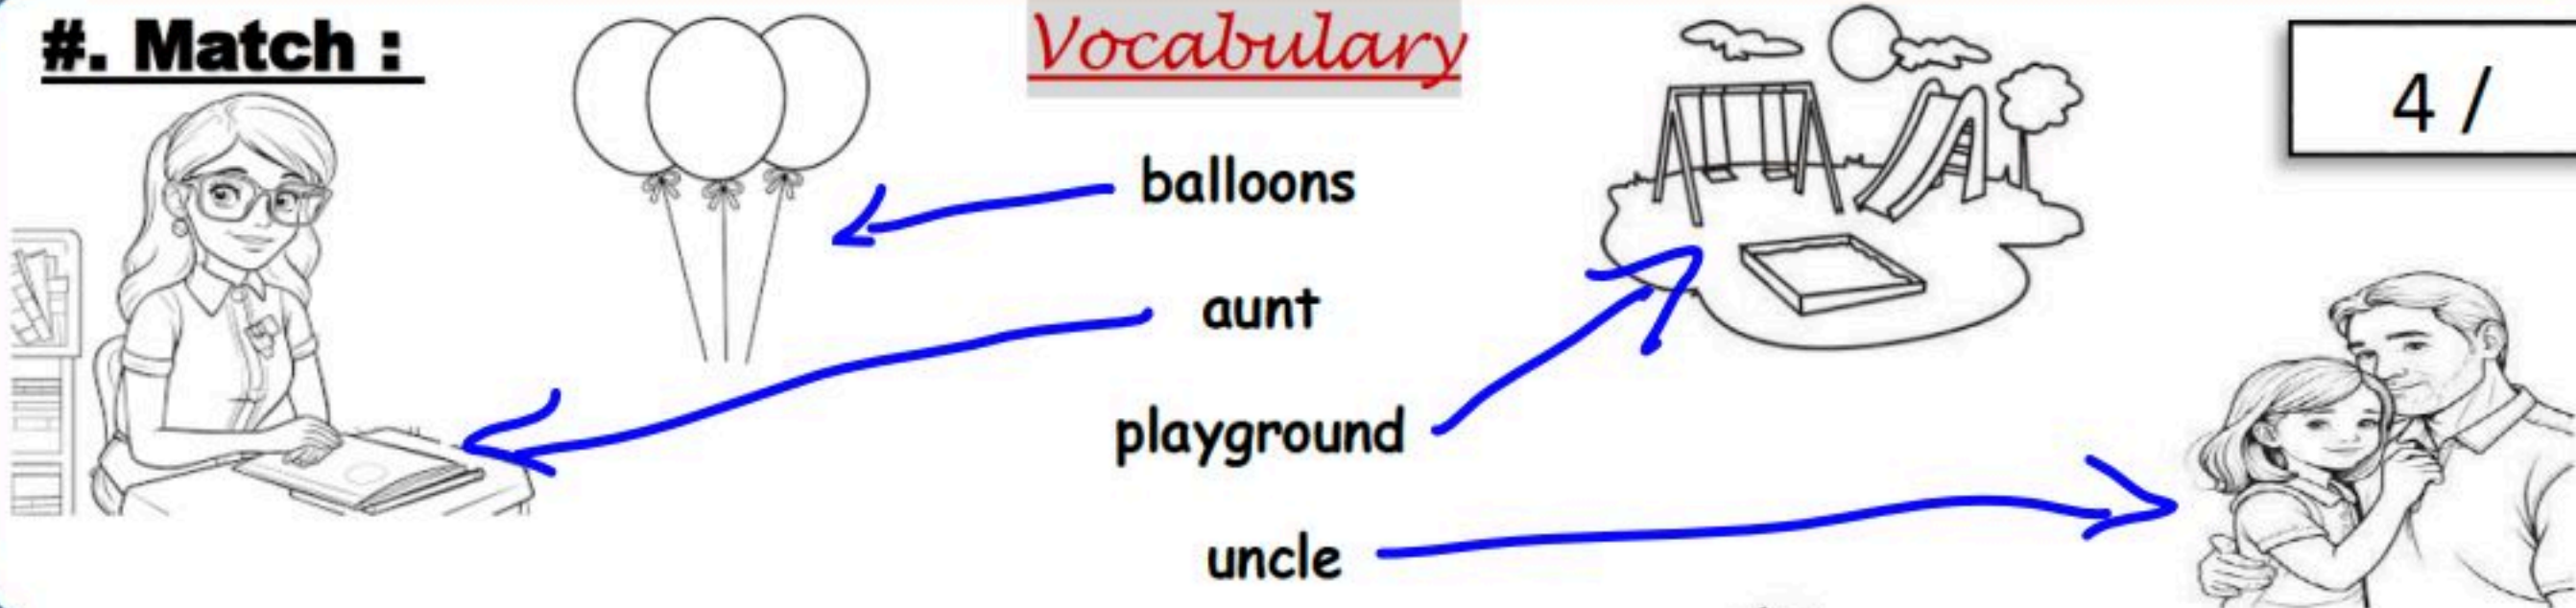 #. Match :
Vocabulary
4 /
balloons
aunt
playground
uncle